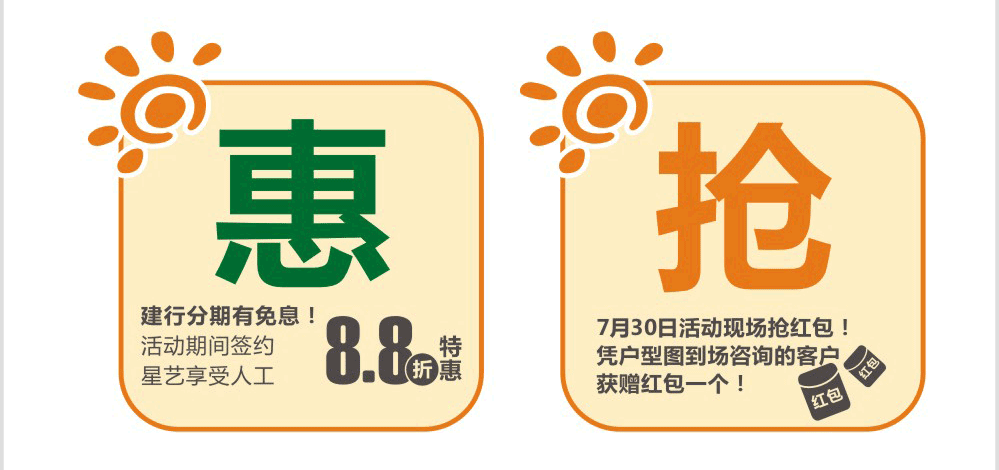 惠
建行分期有免息！
活动期间签约
星艺享受人工
8.8折
特惠
抢
7月30日活动现场抢红包！
凭户型图到场咨询的客户
获赠红包一个！
红包
红包